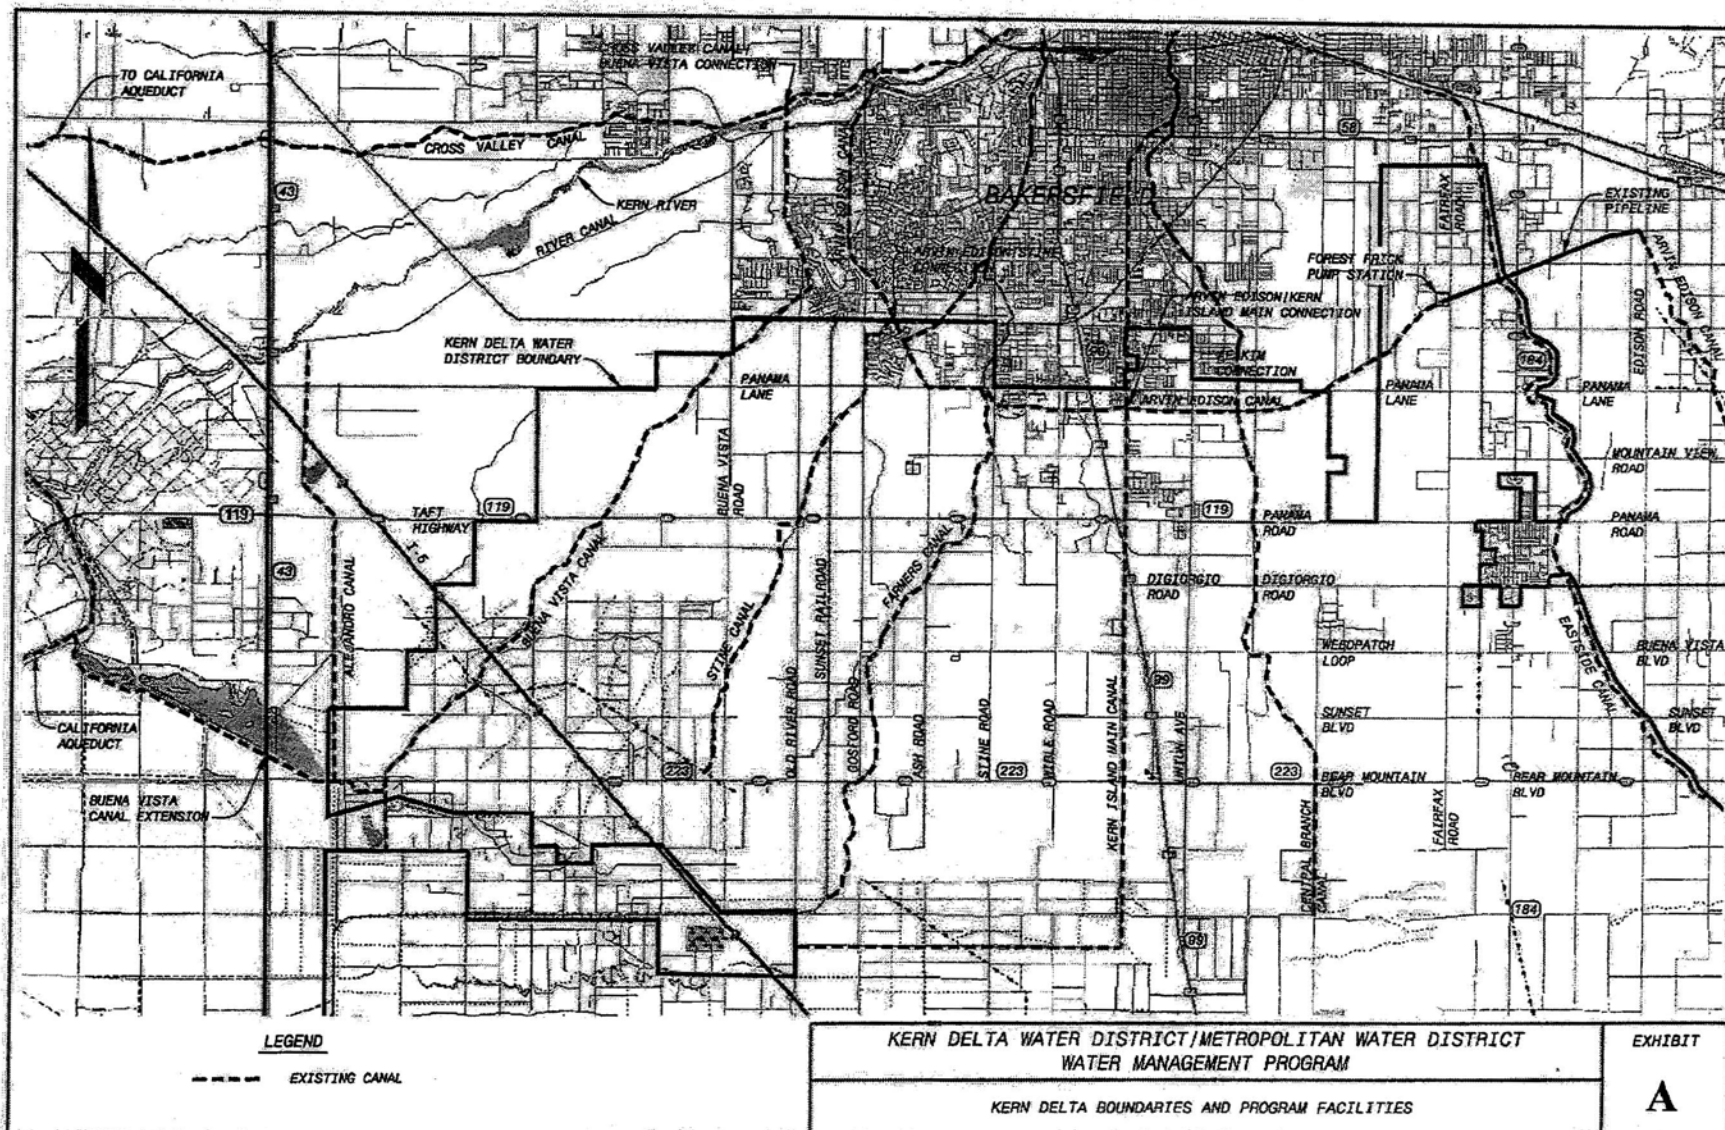 CROSS VALLEY CANAL/
BUENA VISTA CONNECTION
TO CALIFORNIA
AQUEDUCT
CROSS VALLEY CANAL
58
43
KERN RIVER
RIVER CANAL
ARVIN EDISON CANAL
BAKERSFIELD
FAIRFAX
ROAD
EXISTING
PIPELINE
FOREST FRICK
PUMP STATION
ARVIN EDISON CANAL
EDISON ROAD
ARVIN EDISON/STINE
ARVIN EDISON/KERN
ISLAND MAIN CONNECTION
KERN DELTA WATER
DISTRICT BOUNDARY
CONNECTION
184
PANAMA
LANE
ARVIN EDISON CANAL
PANAMA
LANE
PANAMA
LANE
BUENA VISTA
ROAD
MOUNTAIN VIEW
ROAD
119
TAFT
HIGHWAY
119
119
PANAMA
ROAD
PANAMA
ROAD
I-5
43
ALEJANDRO CANAL
BUENA VISTA CANAL
STINE CANAL
SUNSET RAILROAD
FARMERS CANAL
DIGIORGIO
ROAD
DIGIORGIO
ROAD
EASTSIDE CANAL
WEEDPATCH
LOOP
BUENA VISTA
BLVD
CALIFORNIA
AQUEDUCT
OLD RIVER ROAD
GOSFORD ROAD
ASH ROAD
STINE ROAD
WIBLE ROAD
KERN ISLAND MAIN CANAL
99
UNION AVE
SUNSET
BLVD
SUNSET
BLVD
223
223
223
BEAR MOUNTAIN
BLVD
BEAR MOUNTAIN
BLVD
BUENA VISTA
CANAL EXTENSION
CENTRAL BRANCH
CANAL
FAIRFAX
ROAD
184
99
LEGEND
EXISTING CANAL
KERN DELTA WATER DISTRICT/METROPOLITAN WATER DISTRICT
WATER MANAGEMENT PROGRAM
KERN DELTA BOUNDARIES AND PROGRAM FACILITIES
EXHIBIT
A